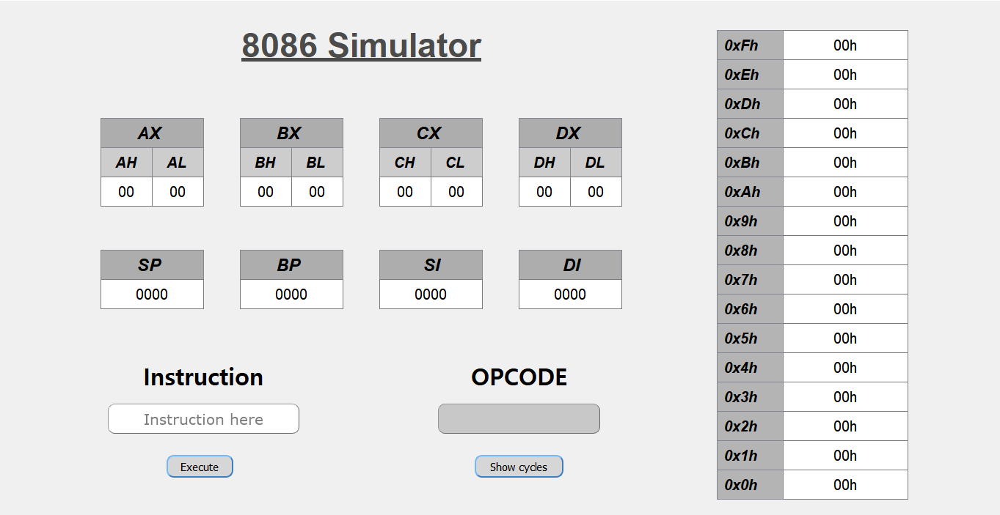 8086 Simulator
AX
AH AL
00 00
BX
BH BL
00 00
CX
CH CL
00 00
DX
DH DL
00 00
SP
0000
BP
0000
SI
0000
DI
0000
Instruction
Instruction here
Execute
OPCODE
Show cycles
0xFh 00h
0xEh 00h
0xDh 00h
0xCh 00h
0xBh 00h
0xAh 00h
0x9h 00h
0x8h 00h
0x7h 00h
0x6h 00h
0x5h 00h
0x4h 00h
0x3h 00h
0x2h 00h
0x1h 00h
0x0h 00h